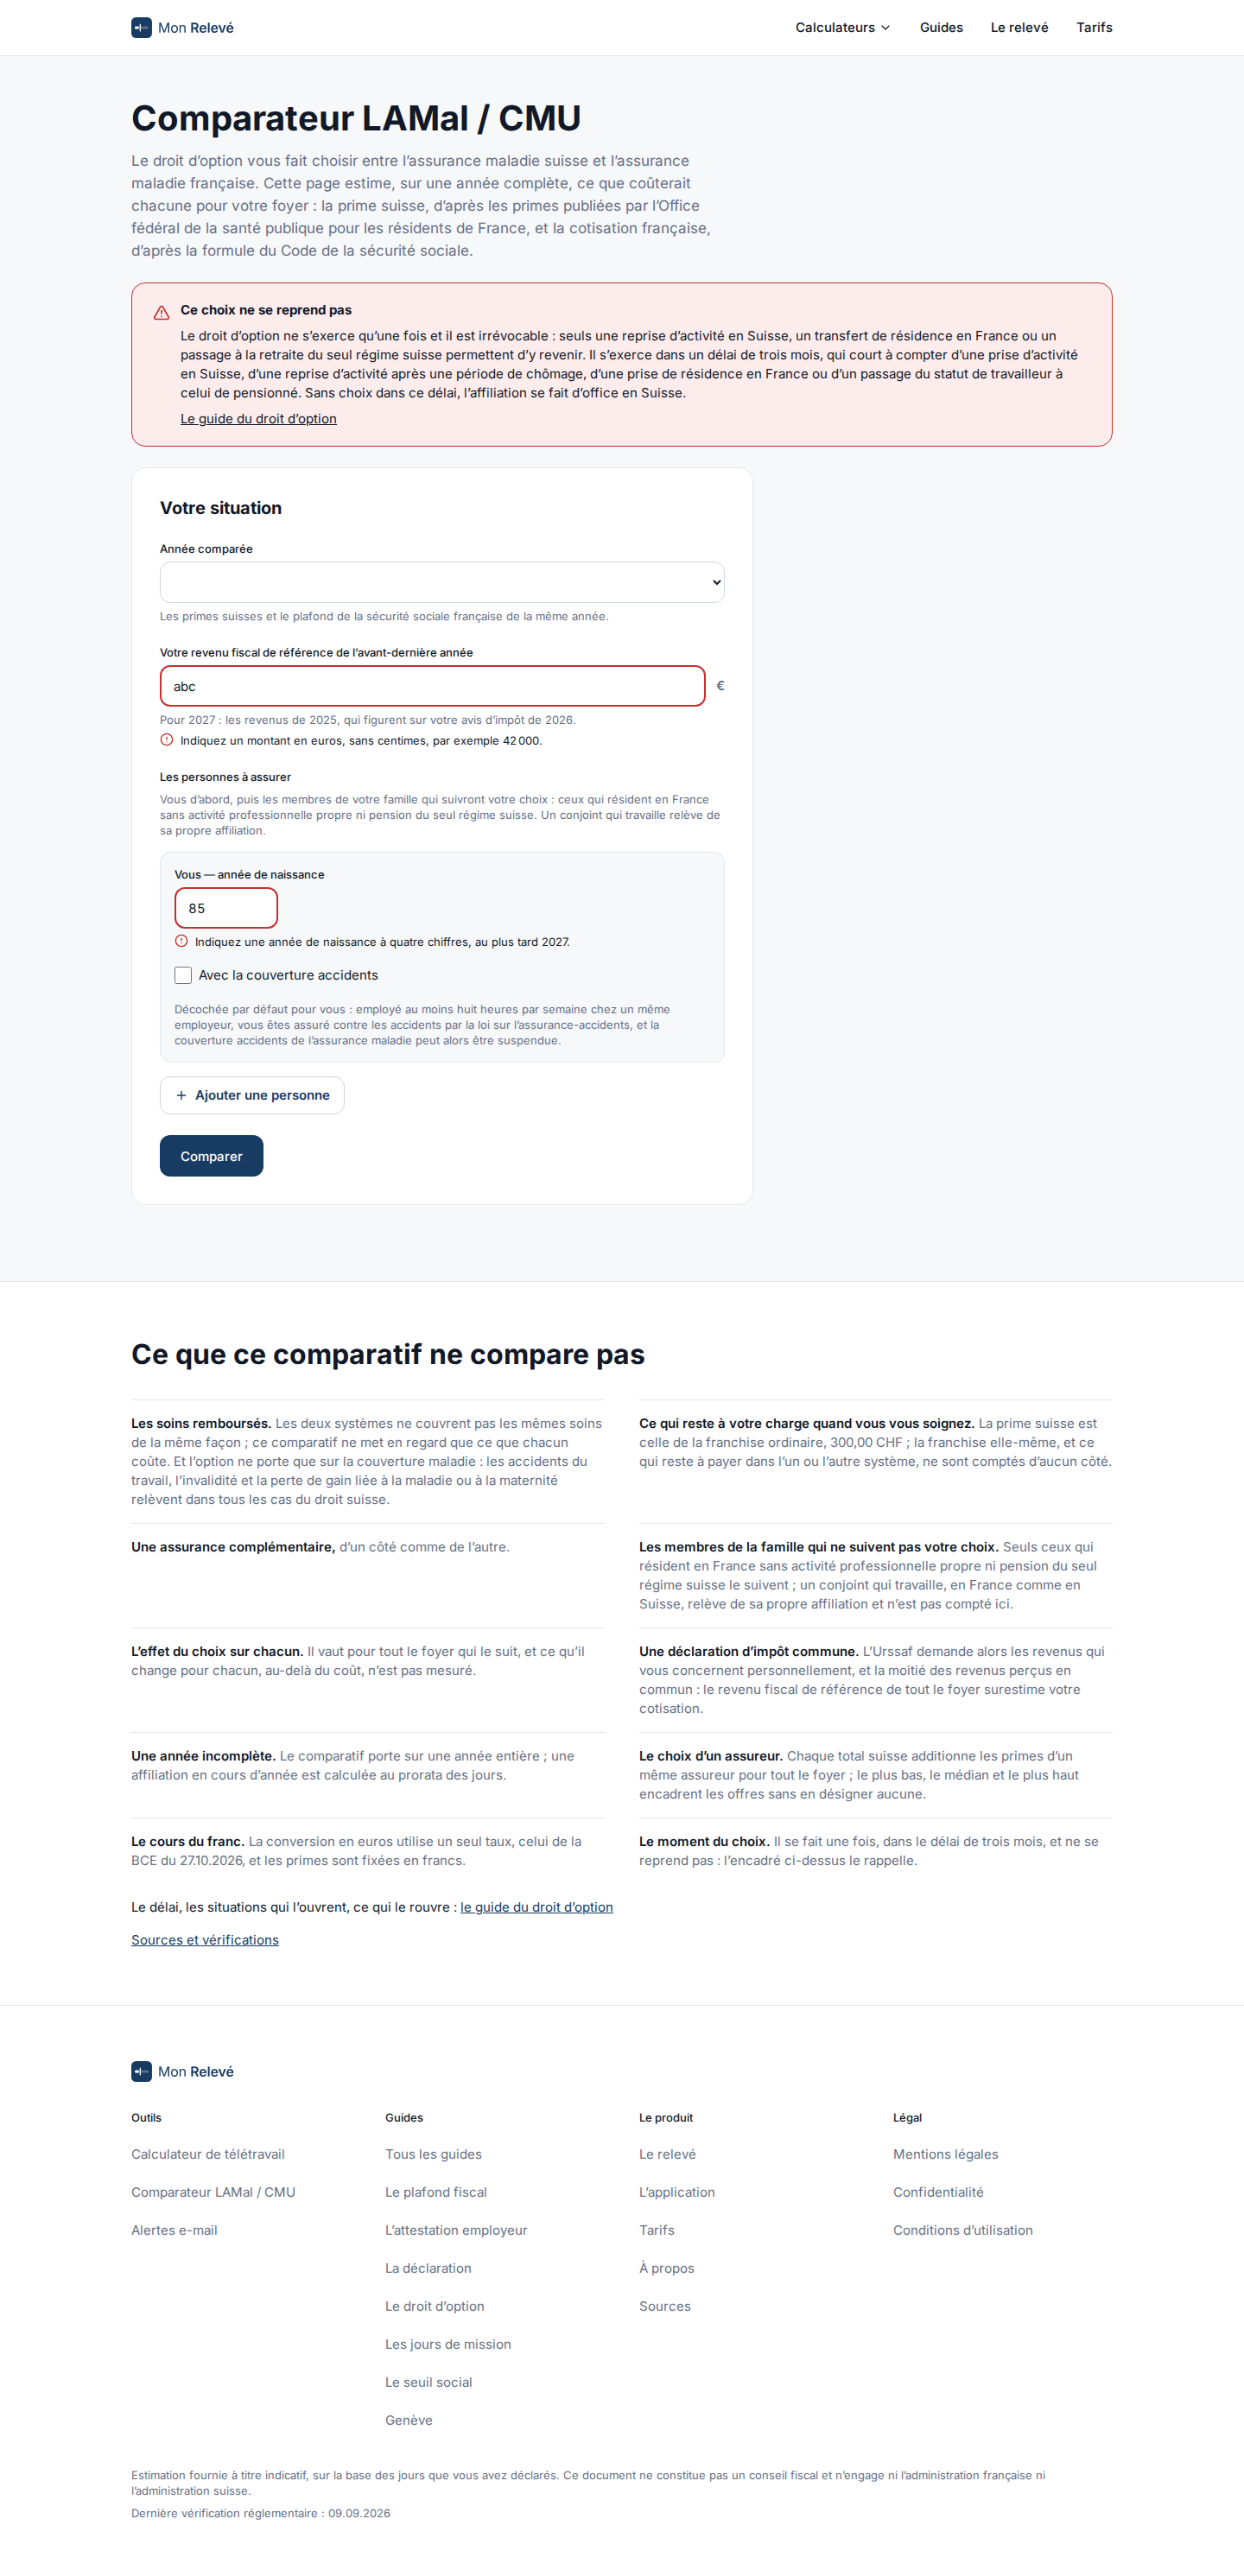 Mon Relevé
Calculateurs
Guides
Le relevé
Tarifs
Comparateur LAMal / CMU
Le droit d’option vous fait choisir entre l’assurance maladie suisse et l’assurance
maladie française. Cette page estime, sur une année complète, ce que coûterait
chacune pour votre foyer : la prime suisse, d’après les primes publiées par l’Office
fédéral de la santé publique pour les résidents de France, et la cotisation française,
d’après la formule du Code de la sécurité sociale.
Ce choix ne se reprend pas
Le droit d’option ne s’exerce qu’une fois et il est irrévocable : seuls une reprise d’activité en Suisse, un transfert de résidence en France ou un
passage à la retraite du seul régime suisse permettent d’y revenir. Il s’exerce dans un délai de trois mois, qui court à compter d’une prise d’activité
en Suisse, d’une reprise d’activité après une période de chômage, d’une prise de résidence en France ou d’un passage du statut de travailleur à
celui de pensionné. Sans choix dans ce délai, l’affiliation se fait d’office en Suisse.
Le guide du droit d’option
Votre situation
Année comparée
Les primes suisses et le plafond de la sécurité sociale française de la même année.
Votre revenu fiscal de référence de l’avant-dernière année
abc
€
Pour 2027 : les revenus de 2025, qui figurent sur votre avis d’impôt de 2026.
Indiquez un montant en euros, sans centimes, par exemple 42 000.
Les personnes à assurer
Vous d’abord, puis les membres de votre famille qui suivront votre choix : ceux qui résident en France
sans activité professionnelle propre ni pension du seul régime suisse. Un conjoint qui travaille relève de
sa propre affiliation.
Vous — année de naissance
85
Indiquez une année de naissance à quatre chiffres, au plus tard 2027.
Avec la couverture accidents
Décochée par défaut pour vous : employé au moins huit heures par semaine chez un même
employeur, vous êtes assuré contre les accidents par la loi sur l’assurance-accidents, et la
couverture accidents de l’assurance maladie peut alors être suspendue.
Ajouter une personne
Comparer
Ce que ce comparatif ne compare pas
Les soins remboursés. Les deux systèmes ne couvrent pas les mêmes soins
de la même façon ; ce comparatif ne met en regard que ce que chacun
coûte. Et l’option ne porte que sur la couverture maladie : les accidents du
travail, l’invalidité et la perte de gain liée à la maladie ou à la maternité
relèvent dans tous les cas du droit suisse.
Ce qui reste à votre charge quand vous vous soignez. La prime suisse est
celle de la franchise ordinaire, 300,00 CHF ; la franchise elle-même, et ce
qui reste à payer dans l’un ou l’autre système, ne sont comptés d’aucun côté.
Une assurance complémentaire, d’un côté comme de l’autre.
Les membres de la famille qui ne suivent pas votre choix. Seuls ceux qui
résident en France sans activité professionnelle propre ni pension du seul
régime suisse le suivent ; un conjoint qui travaille, en France comme en
Suisse, relève de sa propre affiliation et n’est pas compté ici.
L’effet du choix sur chacun. Il vaut pour tout le foyer qui le suit, et ce qu’il
change pour chacun, au-delà du coût, n’est pas mesuré.
Une déclaration d’impôt commune. L’Urssaf demande alors les revenus qui
vous concernent personnellement, et la moitié des revenus perçus en
commun : le revenu fiscal de référence de tout le foyer surestime votre
cotisation.
Une année incomplète. Le comparatif porte sur une année entière ; une
affiliation en cours d’année est calculée au prorata des jours.
Le choix d’un assureur. Chaque total suisse additionne les primes d’un
même assureur pour tout le foyer ; le plus bas, le médian et le plus haut
encadrent les offres sans en désigner aucune.
Le cours du franc. La conversion en euros utilise un seul taux, celui de la
BCE du 27.10.2026, et les primes sont fixées en francs.
Le moment du choix. Il se fait une fois, dans le délai de trois mois, et ne se
reprend pas : l’encadré ci-dessus le rappelle.
Le délai, les situations qui l’ouvrent, ce qui le rouvre : le guide du droit d’option
Sources et vérifications
Mon Relevé
Outils
Calculateur de télétravail
Comparateur LAMal / CMU
Alertes e-mail
Guides
Tous les guides
Le plafond fiscal
L’attestation employeur
La déclaration
Le droit d’option
Les jours de mission
Le seuil social
Genève
Le produit
Le relevé
L’application
Tarifs
À propos
Sources
Légal
Mentions légales
Confidentialité
Conditions d’utilisation
Estimation fournie à titre indicatif, sur la base des jours que vous avez déclarés. Ce document ne constitue pas un conseil fiscal et n’engage ni l’administration française ni
l’administration suisse.
Dernière vérification réglementaire : 09.09.2026